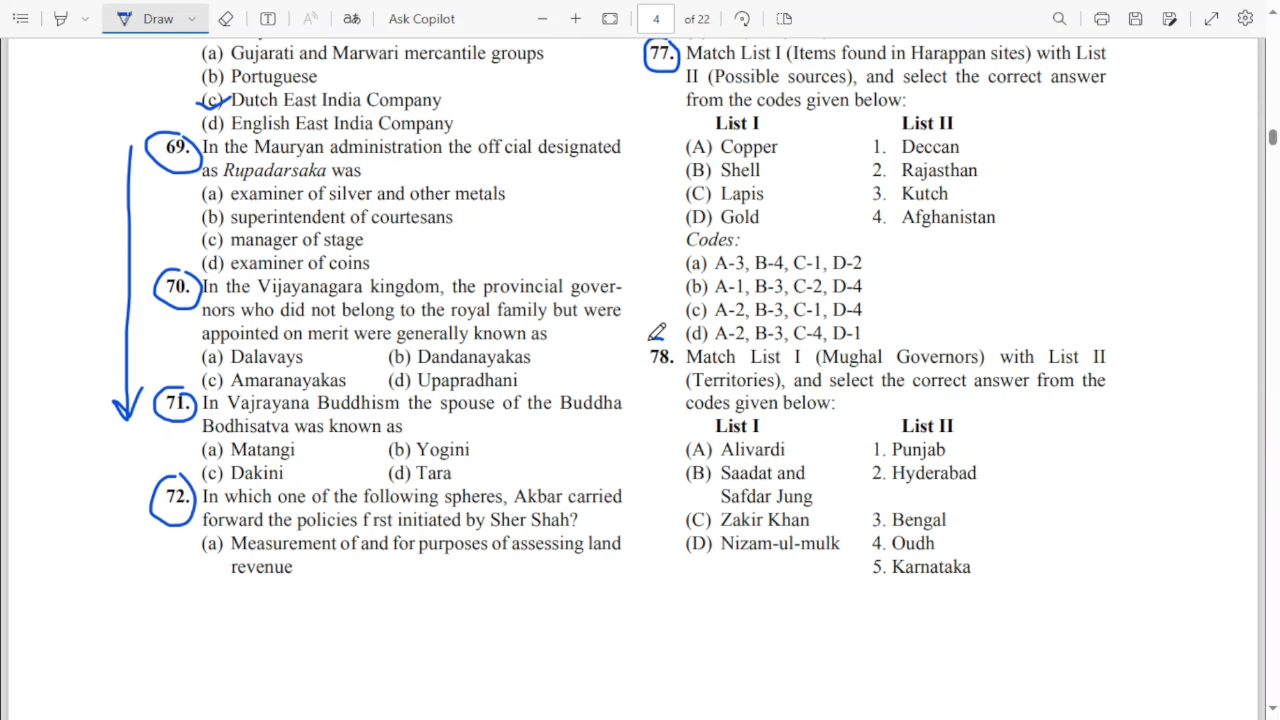 Draw
ab
Ask Copilot
4
of 22
(a) Gujarati and Marwari mercantile groups
(b) Portuguese
(c) Dutch East India Company
(d) English East India Company
69. In the Mauryan administration the off cial designated
as Rupadarsaka was
(a) examiner of silver and other metals
(b) superintendent of courtesans
(c) manager of stage
(d) examiner of coins
70. In the Vijayanagara kingdom, the provincial gover-
nors who did not belong to the royal family but were
appointed on merit were generally known as
(a) Dalavays (b) Dandanayakas
(c) Amaranayakas (d) Upapradhani
71. In Vajrayana Buddhism the spouse of the Buddha
Bodhisatva was known as
(a) Matangi (b) Yogini
(c) Dakini (d) Tara
72. In which one of the following spheres, Akbar carried
forward the policies f rst initiated by Sher Shah?
(a) Measurement of and for purposes of assessing land
revenue
77. Match List I (Items found in Harappan sites) with List
II (Possible sources), and select the correct answer
from the codes given below:
List I List II
(A) Copper 1. Deccan
(B) Shell 2. Rajasthan
(C) Lapis 3. Kutch
(D) Gold 4. Afghanistan
Codes:
(a) A-3, B-4, C-1, D-2
(b) A-1, B-3, C-2, D-4
(c) A-2, B-3, C-1, D-4
(d) A-2, B-3, C-4, D-1
78. Match List I (Mughal Governors) with List II
(Territories), and select the correct answer from the
codes given below:
List I List II
(A) Alivardi 1. Punjab
(B) Saadat and 2. Hyderabad
Safdar Jung
(C) Zakir Khan 3. Bengal
(D) Nizam-ul-mulk 4. Oudh
5. Karnataka